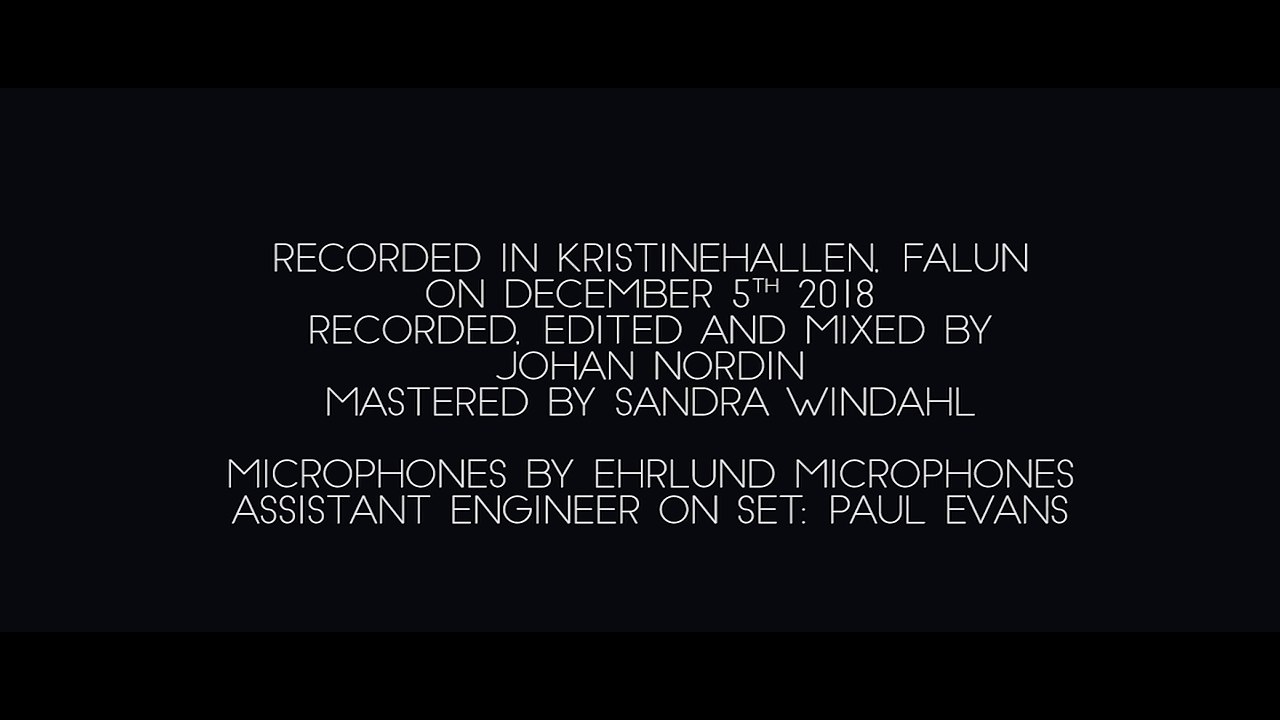 RECORDED IN KRISTINEHALLEN, FALUN
ON DECEMBER 5TH 2018
RECORDED, EDITED AND MIXED BY
JOHAN NORDIN
MASTERED BY SANDRA WINDAHL
MICROPHONES BY EHRLUND MICROPHONES
ASSISTANT ENGINEER ON SET: PAUL EVANS